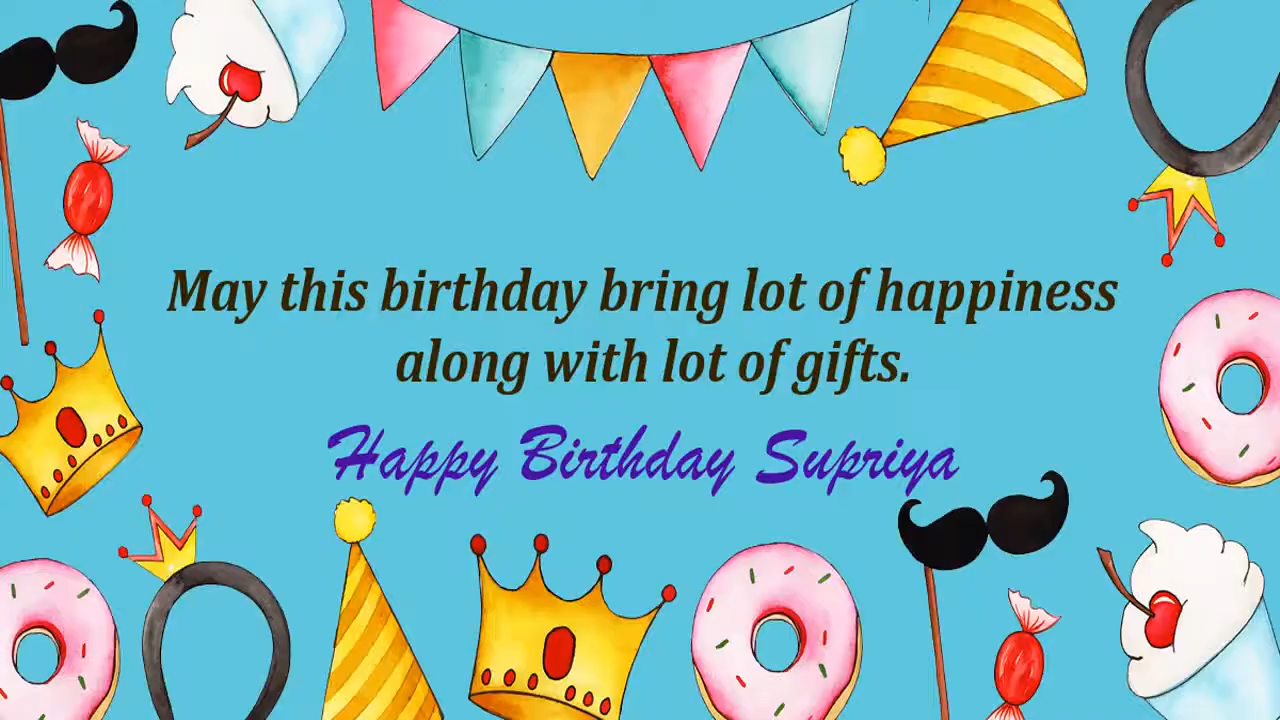 May this birthday bring lot of happiness
along with lot of gifts.
Happy Birthday Supriya